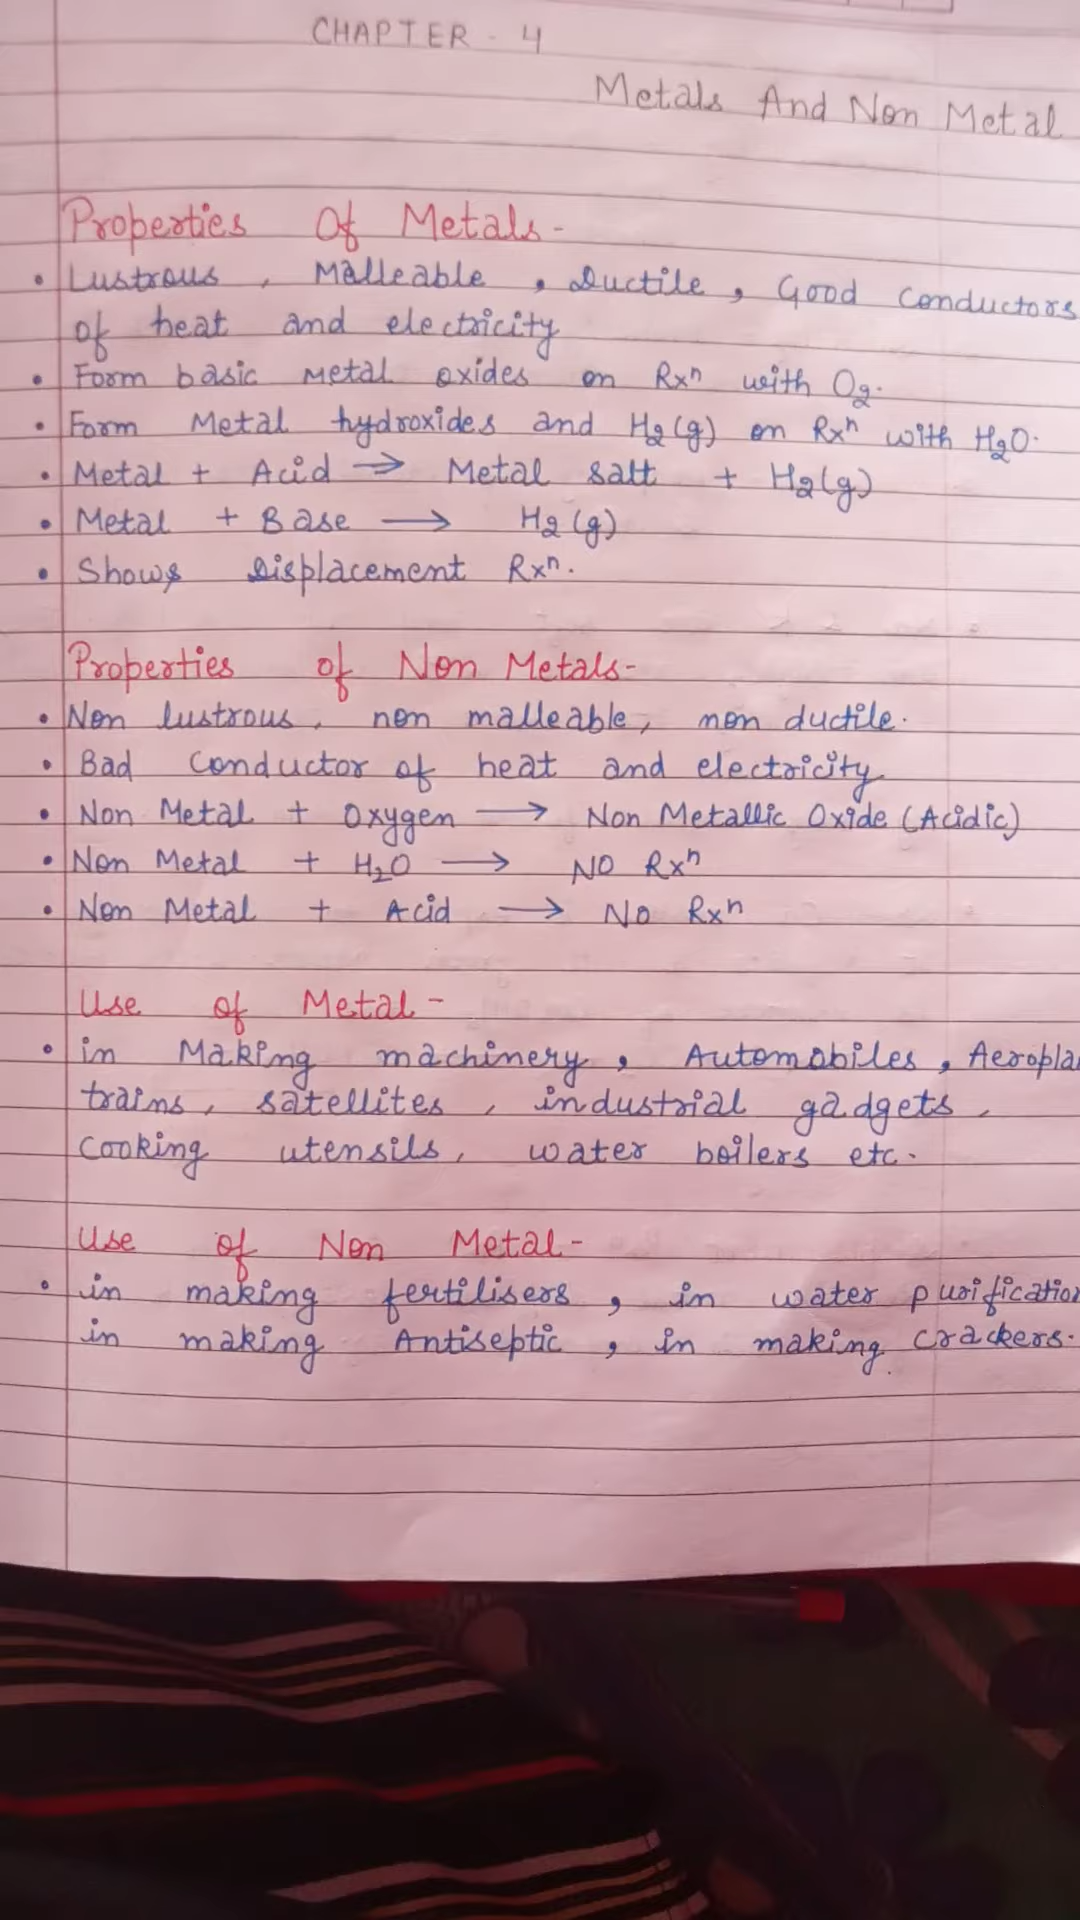 CHAPTER - 4
Metals And Non Metal
Properties Of Metals-
• Lustrous, Malleable, Ductile, Good Conductors
of heat and electricity
• Form basic metal oxides on Rxⁿ with O₂.
• Form Metal hydroxides and H₂(g) on Rxⁿ with H₂O.
• Metal + Acid → Metal salt + H₂(g)
• Metal + Base → H₂(g)
• Shows Displacement Rxⁿ.
Properties of Non Metals-
• Non lustrous, non malleable, non ductile.
• Bad Conductor of heat and electricity
• Non Metal + Oxygen → Non Metallic Oxide (Acidic)
• Non Metal + H₂O → NO Rxⁿ
• Non Metal + Acid → No Rxⁿ
Use of Metal-
• in Making machinery, Automobiles, Aeropla
trains, satellites, industrial gadgets,
Cooking utensils, water boilers etc.
Use of Non Metal-
• in making fertilisers, in water purification
in making Antiseptic, in making crackers.